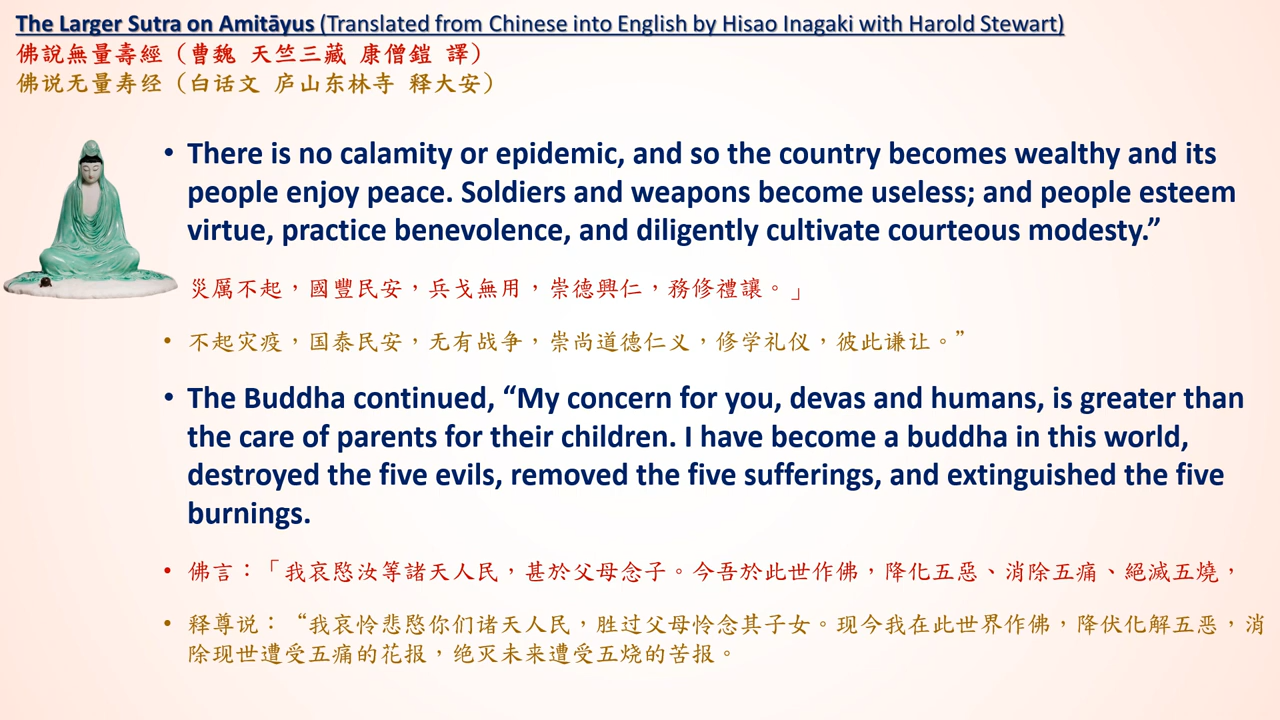 The Larger Sutra on Amitāyus (Translated from Chinese into English by Hisao Inagaki with Harold Stewart)
佛說無量壽經（曹魏 天竺三藏 康僧鎧 譯）
佛说无量寿经（白话文 庐山东林寺 释大安）
• There is no calamity or epidemic, and so the country becomes wealthy and its
people enjoy peace. Soldiers and weapons become useless; and people esteem
virtue, practice benevolence, and diligently cultivate courteous modesty.”
災厲不起，國豐民安，兵戈無用，崇德興仁，務修禮讓。」
• 不起灾疫，国泰民安，无有战争，崇尚道德仁义，修学礼仪，彼此谦让。”
• The Buddha continued, “My concern for you, devas and humans, is greater than
the care of parents for their children. I have become a buddha in this world,
destroyed the five evils, removed the five sufferings, and extinguished the five
burnings.
• 佛言：「我哀愍汝等諸天人民，甚於父母念子。今吾於此世作佛，降化五惡、消除五痛、絕滅五燒，
• 释尊说：“我哀怜悲愍你们诸天人民，胜过父母怜念其子女。现今我在此世界作佛，降伏化解五恶，消
除现世遭受五痛的花报，绝灭未来遭受五烧的苦报。